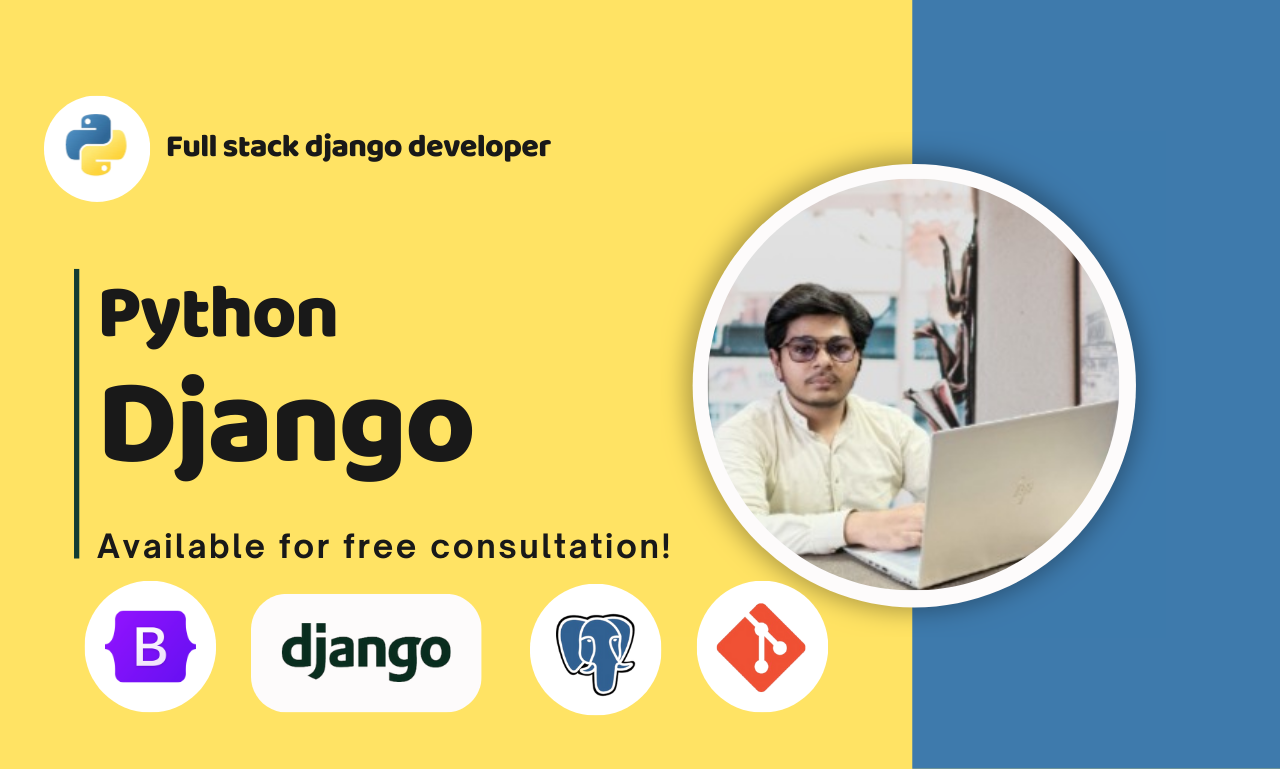 Full stack django developer
Python
Django
Available for free consultation!
B
django